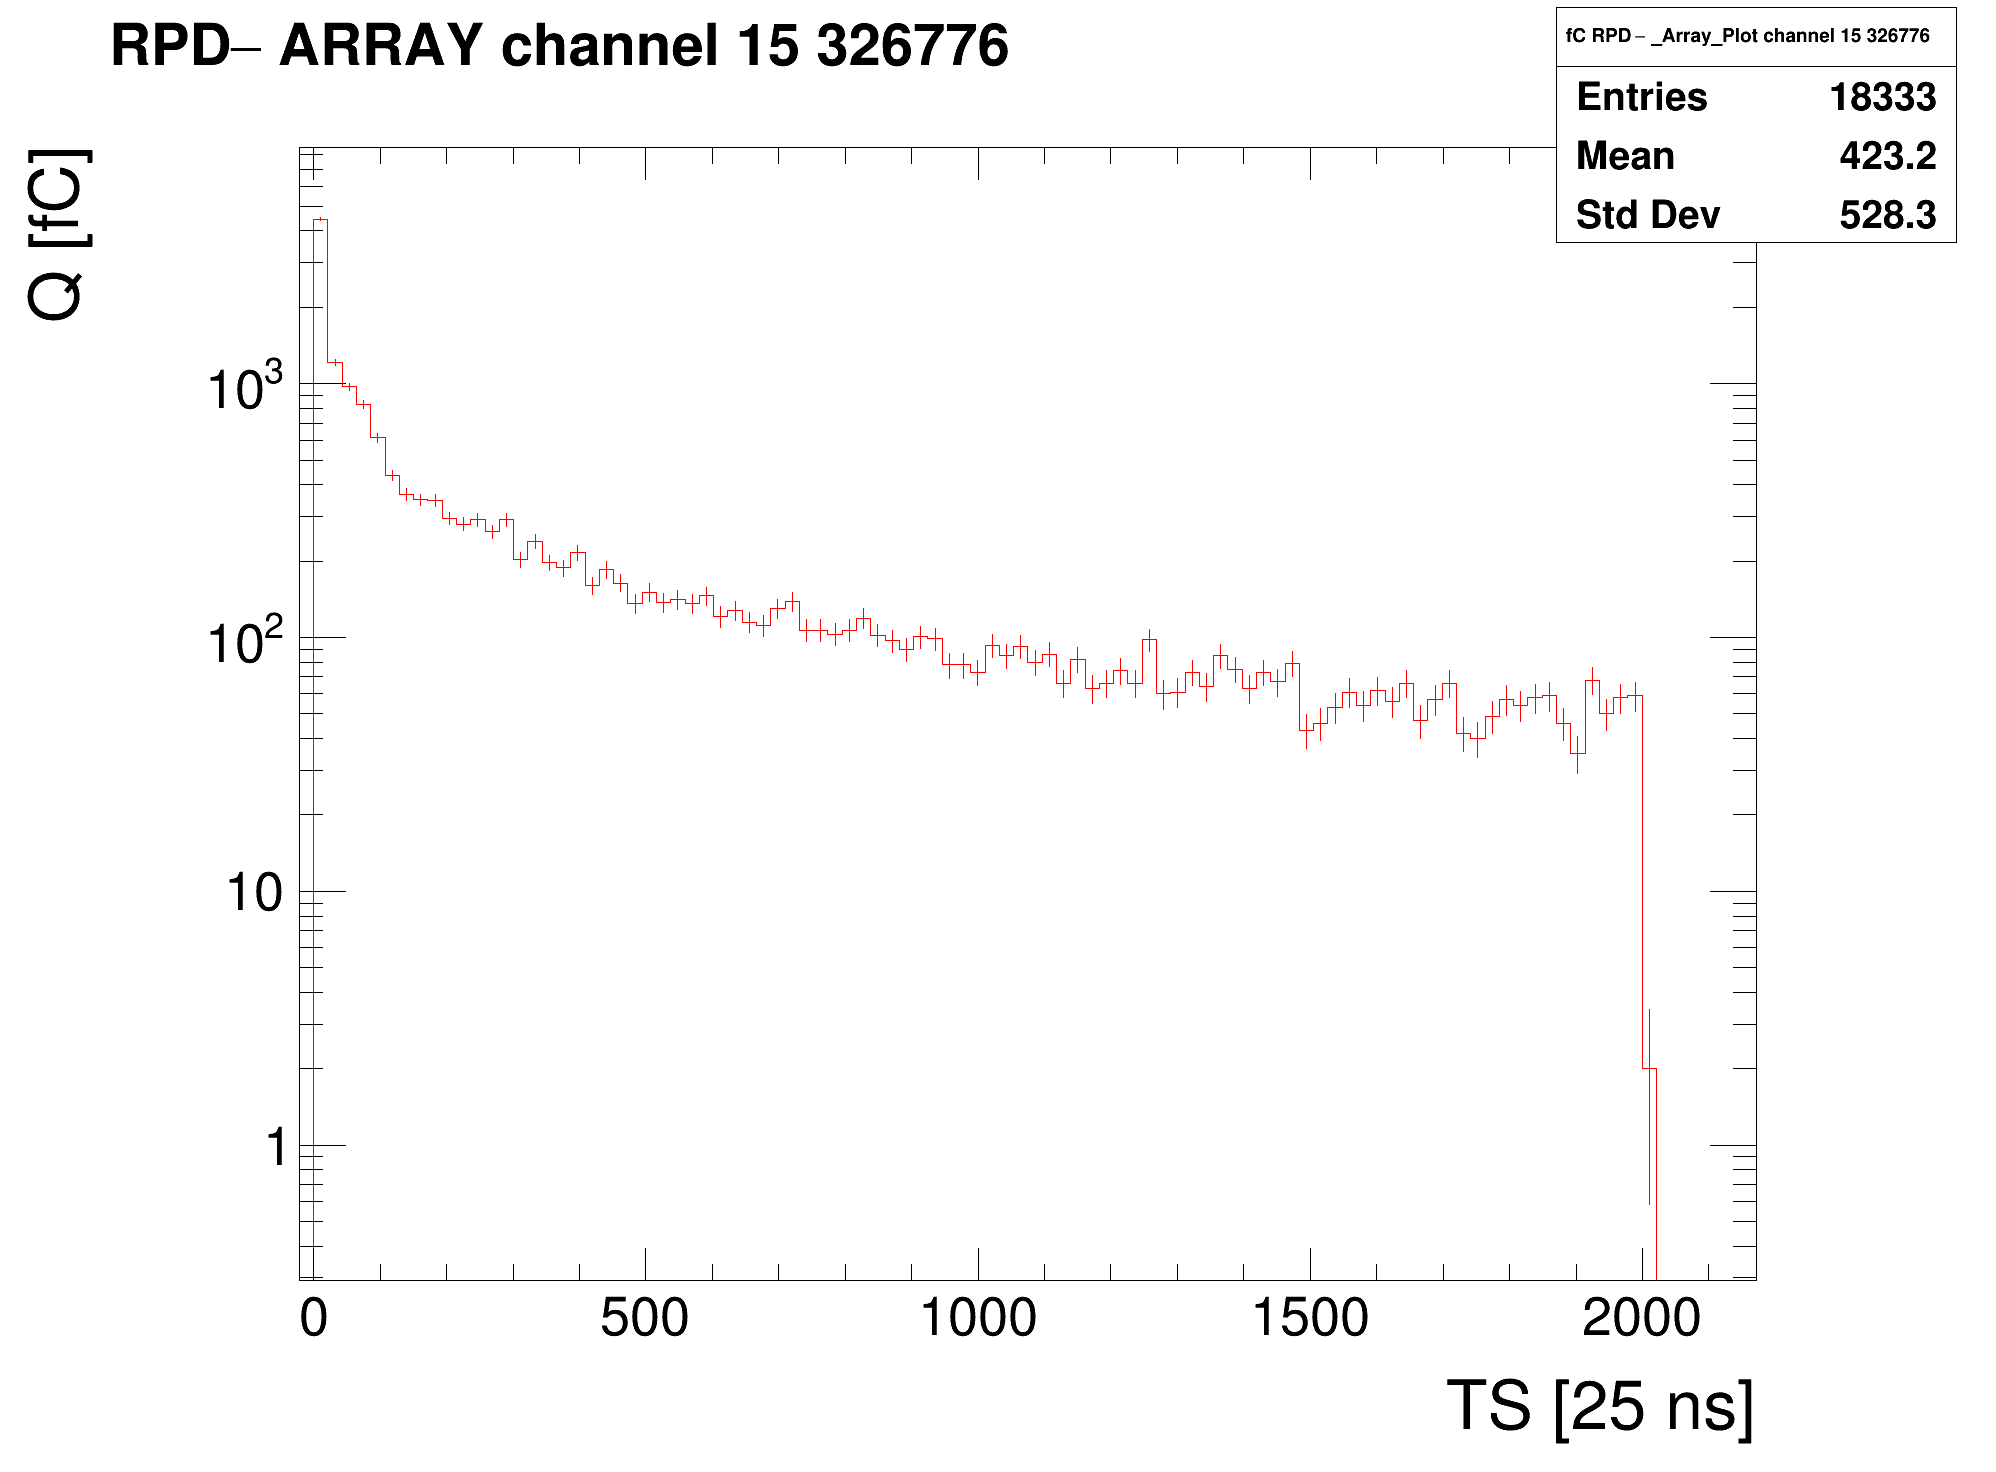 RPD− ARRAY channel 15 326776
fC RPD − _Array_Plot channel 15 326776
Entries 18333
Mean 423.2
Std Dev 528.3
Q [fC]
10³
10²
10
1
0 500 1000 1500 2000
TS [25 ns]